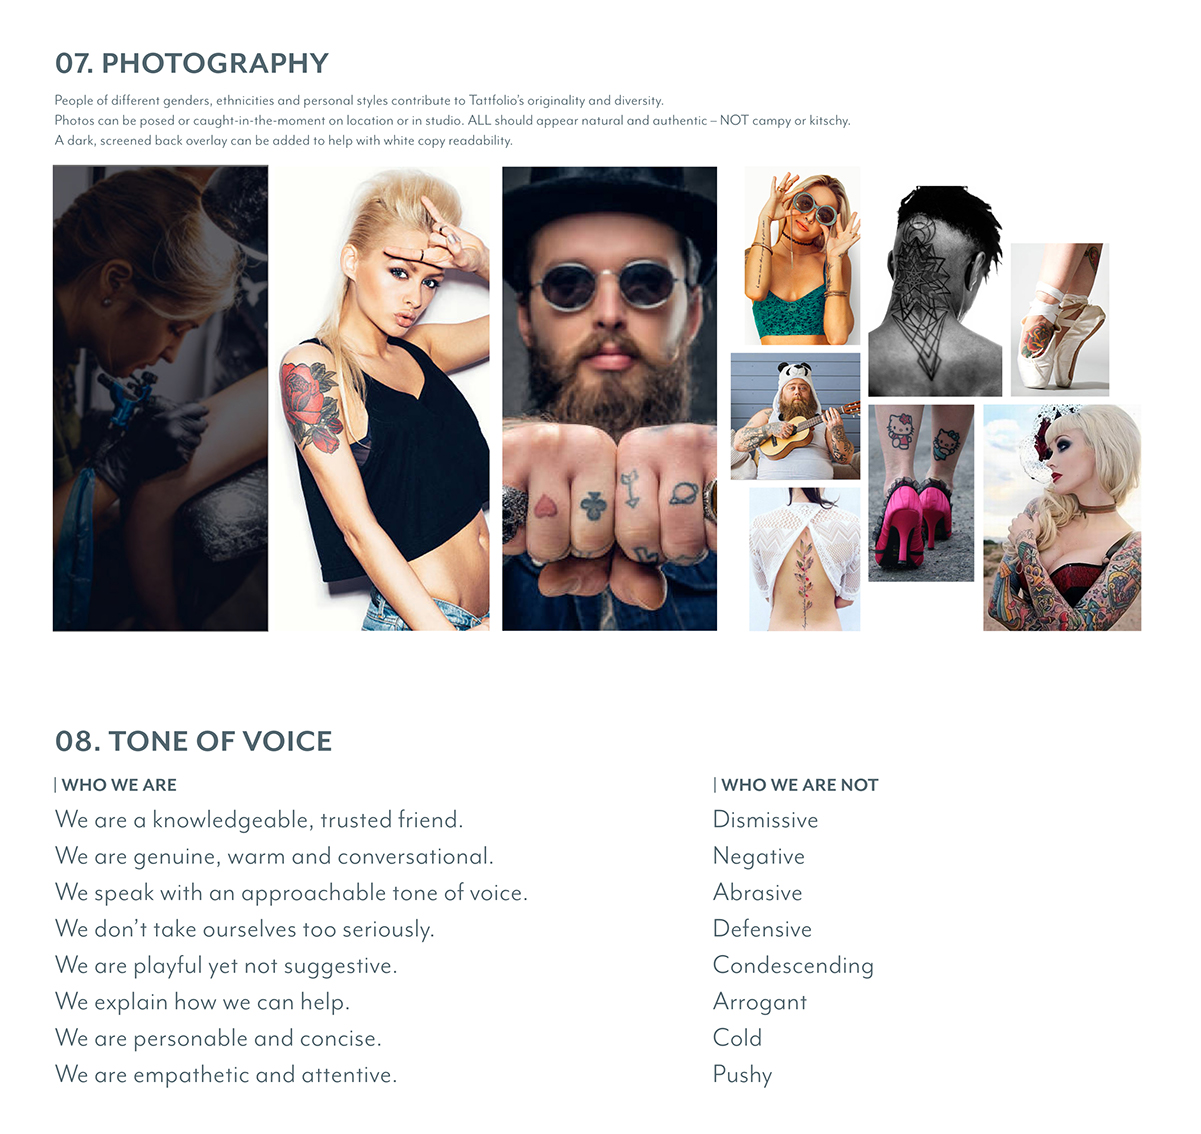 07. PHOTOGRAPHY
People of different genders, ethnicities and personal styles contribute to Tattfolio's originality and diversity.
Photos can be posed or caught-in-the-moment on location or in studio. ALL should appear natural and authentic – NOT campy or kitschy.
A dark, screened back overlay can be added to help with white copy readability.
08. TONE OF VOICE
| WHO WE ARE
We are a knowledgeable, trusted friend.
We are genuine, warm and conversational.
We speak with an approachable tone of voice.
We don't take ourselves too seriously.
We are playful yet not suggestive.
We explain how we can help.
We are personable and concise.
We are empathetic and attentive.
| WHO WE ARE NOT
Dismissive
Negative
Abrasive
Defensive
Condescending
Arrogant
Cold
Pushy